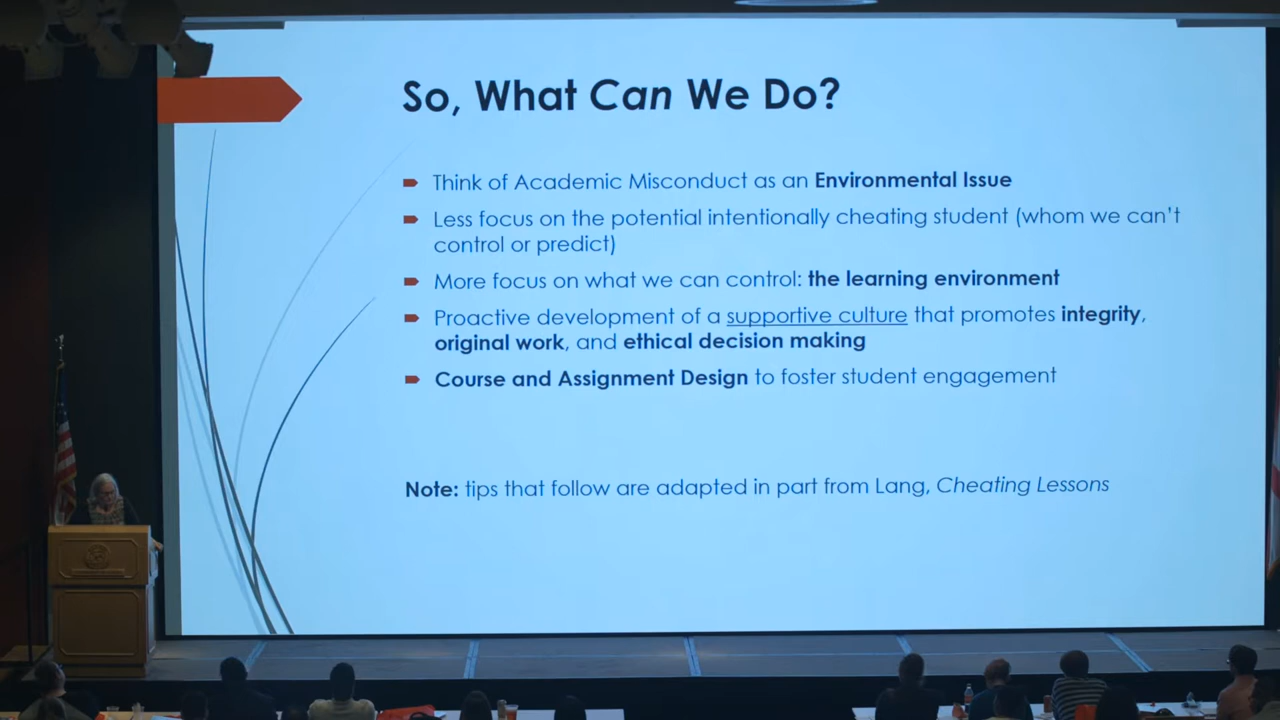 So, What Can We Do?
Think of Academic Misconduct as an Environmental Issue
Less focus on the potential intentionally cheating student (whom we can't
control or predict)
More focus on what we can control: the learning environment
Proactive development of a supportive culture that promotes integrity,
original work, and ethical decision making
Course and Assignment Design to foster student engagement
Note: tips that follow are adapted in part from Lang, Cheating Lessons